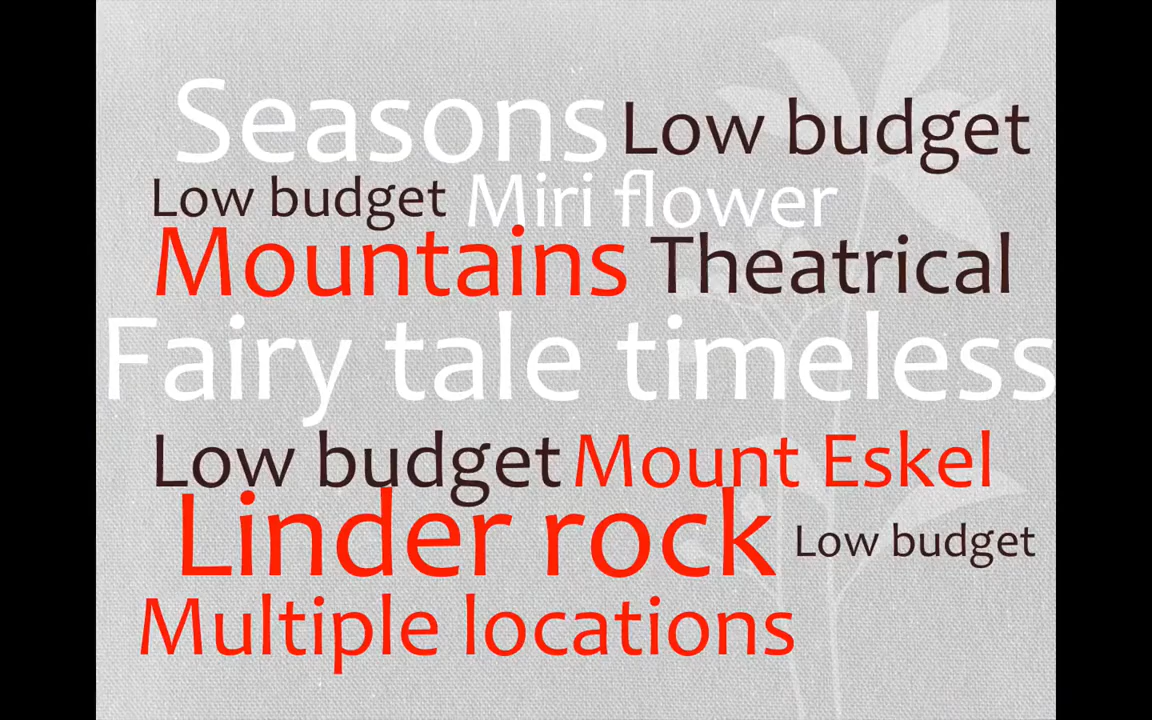 Seasons Low budget
Low budget Miri flower
Mountains Theatrical
Fairy tale timeless
Low budget Mount Eskel
Linder rock Low budget
Multiple locations